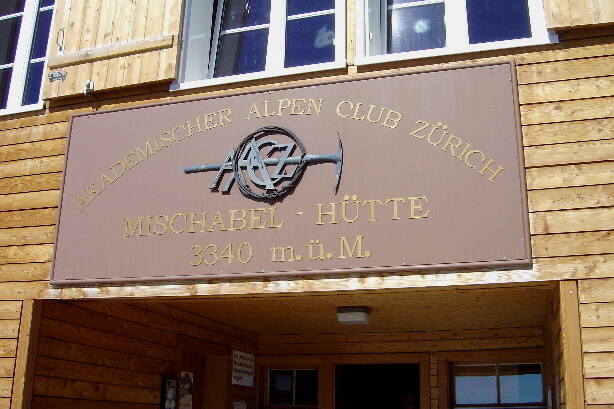 AKADEMISCHER ALPEN CLUB ZÜRICH
AACZ
MISCHABEL - HÜTTE
3340 m.ü.M.